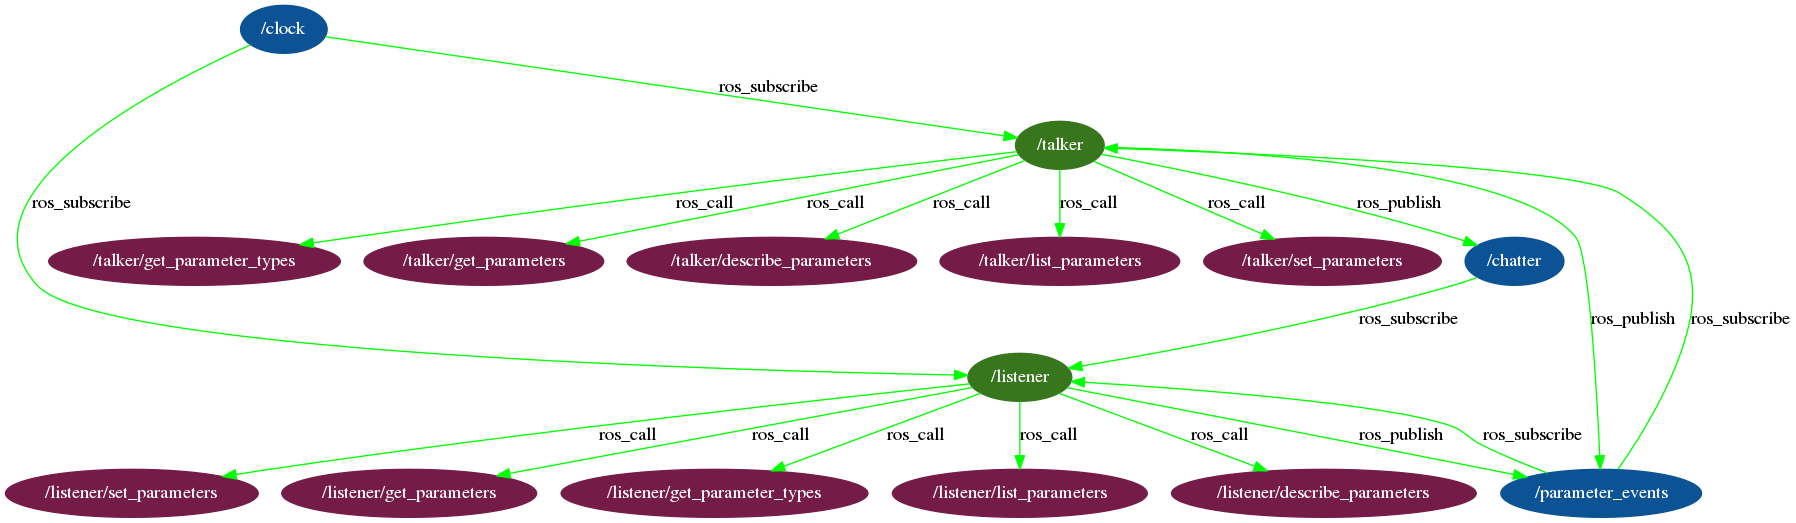 /clock
ros_subscribe
/talker
ros_subscribe
ros_call
ros_call
ros_call
ros_call
ros_call
ros_publish
/talker/get_parameter_types
/talker/get_parameters
/talker/describe_parameters
/talker/list_parameters
/talker/set_parameters
/chatter
ros_subscribe
ros_publish
ros_subscribe
/listener
ros_call
ros_call
ros_call
ros_call
ros_call
ros_publish
ros_subscribe
/listener/set_parameters
/listener/get_parameters
/listener/get_parameter_types
/listener/list_parameters
/listener/describe_parameters
/parameter_events